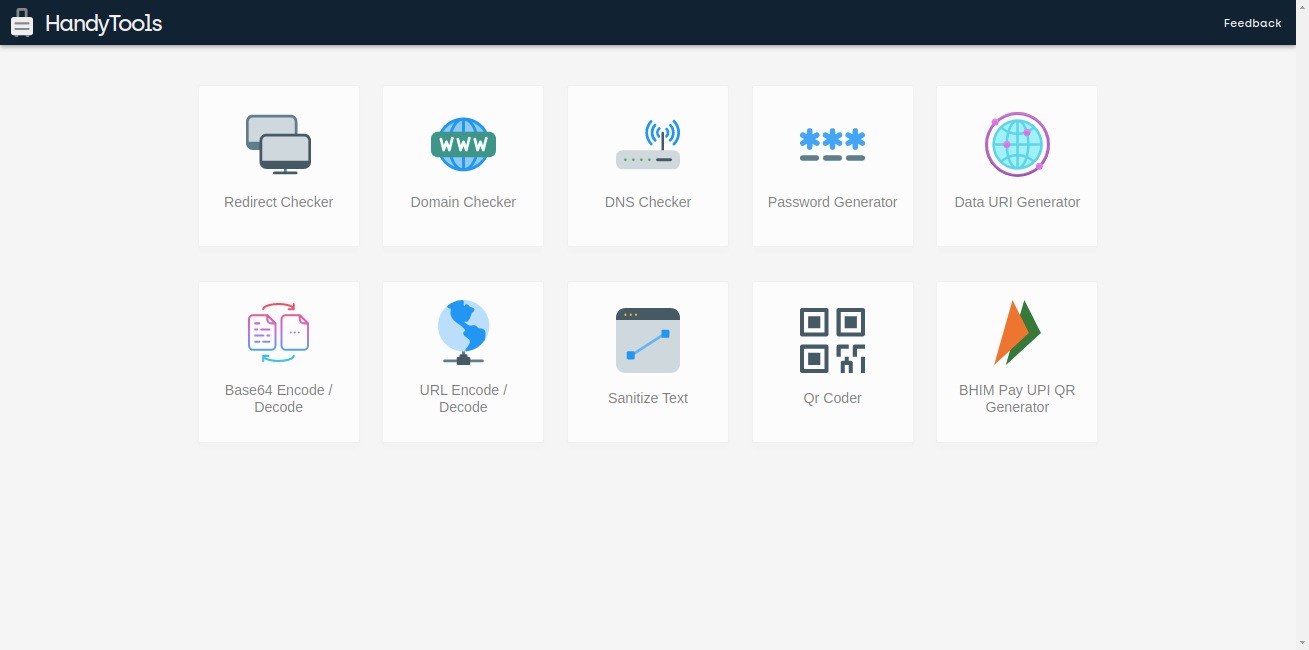 HandyTools
Feedback
Redirect Checker
WWW
Domain Checker
DNS Checker
***
Password Generator
Data URI Generator
Base64 Encode /
Decode
URL Encode /
Decode
Sanitize Text
Qr Coder
BHIM Pay UPI QR
Generator